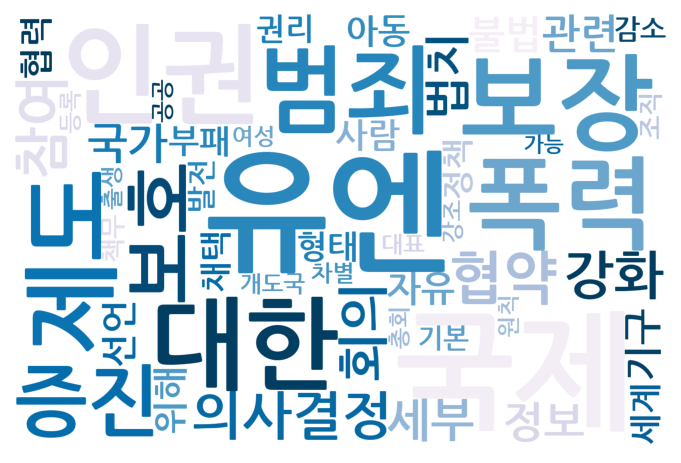 협력
인권
권리
아동
불법
관련
감소
참여
등록
공공
범죄
법치
보장
조직
국가
부패
여성
사람
가능
제도
출생
책무
보호
발전
유엔
강조
정책
폭력
채택
형태
대표
개도국
차별
자유
협약
강화
증진
선언
위해
대한
회의
총회
기본
원칙
국제
세계
기구
의사결정
세부
정보